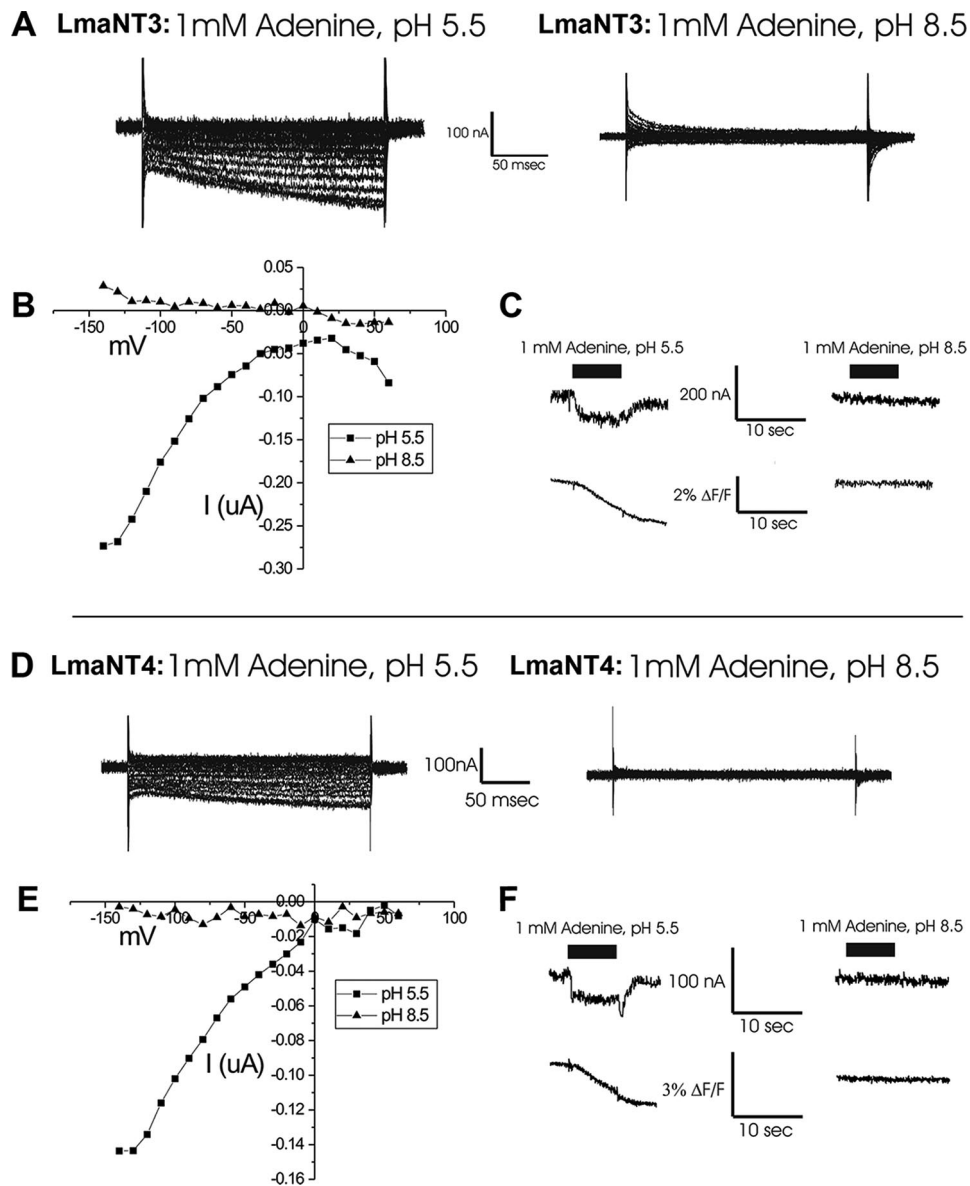 A LmaNT3: 1mM Adenine, pH 5.5 LmaNT3: 1mM Adenine, pH 8.5
100 nA
50 msec
B
0.05
0.00
0.05
-0.10
-0.15
-0.20
-0.25
-0.30
-150 -100 -50 0 50 100
mV
I (uA)
pH 5.5
pH 8.5
C
1 mM Adenine, pH 5.5 1 mM Adenine, pH 8.5
200 nA
10 sec
2% ΔF/F
10 sec
D LmaNT4: 1mM Adenine, pH 5.5 LmaNT4: 1mM Adenine, pH 8.5
100nA
50 msec
E
0.00
-0.02
-0.04
-0.06
-0.08
-0.10
-0.12
-0.14
-0.16
-150 -100 -50 0 50 100
mV
I (uA)
pH 5.5
pH 8.5
F
1 mM Adenine, pH 5.5 1 mM Adenine, pH 8.5
100 nA
10 sec
3% ΔF/F
10 sec